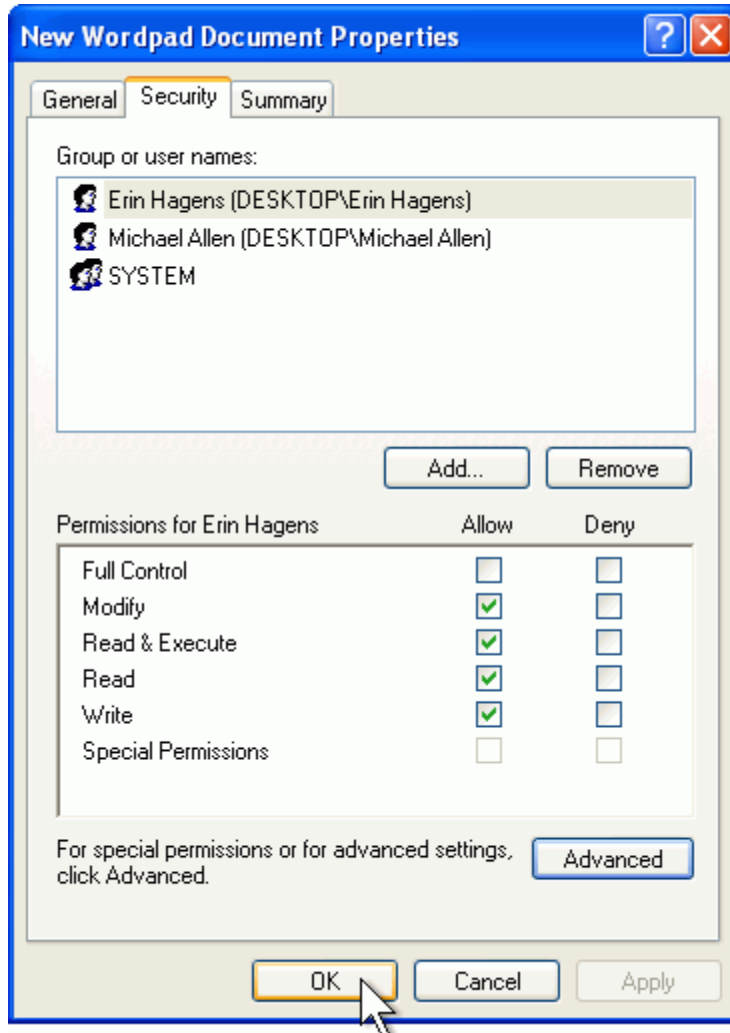 New Wordpad Document Properties
General Security Summary
Group or user names:
Erin Hagens (DESKTOP\Erin Hagens)
Michael Allen (DESKTOP\Michael Allen)
SYSTEM
Add... Remove
Permissions for Erin Hagens Allow Deny
Full Control
Modify
Read & Execute
Read
Write
Special Permissions
For special permissions or for advanced settings,
click Advanced.
Advanced
OK Cancel Apply